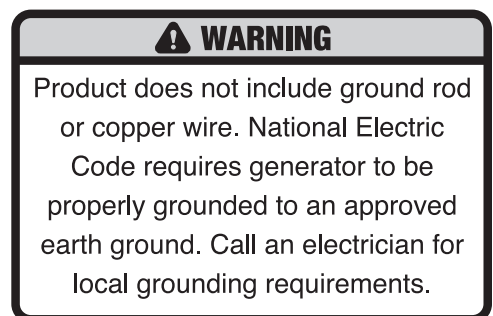 WARNING
Product does not include ground rod
or copper wire. National Electric
Code requires generator to be
properly grounded to an approved
earth ground. Call an electrician for
local grounding requirements.